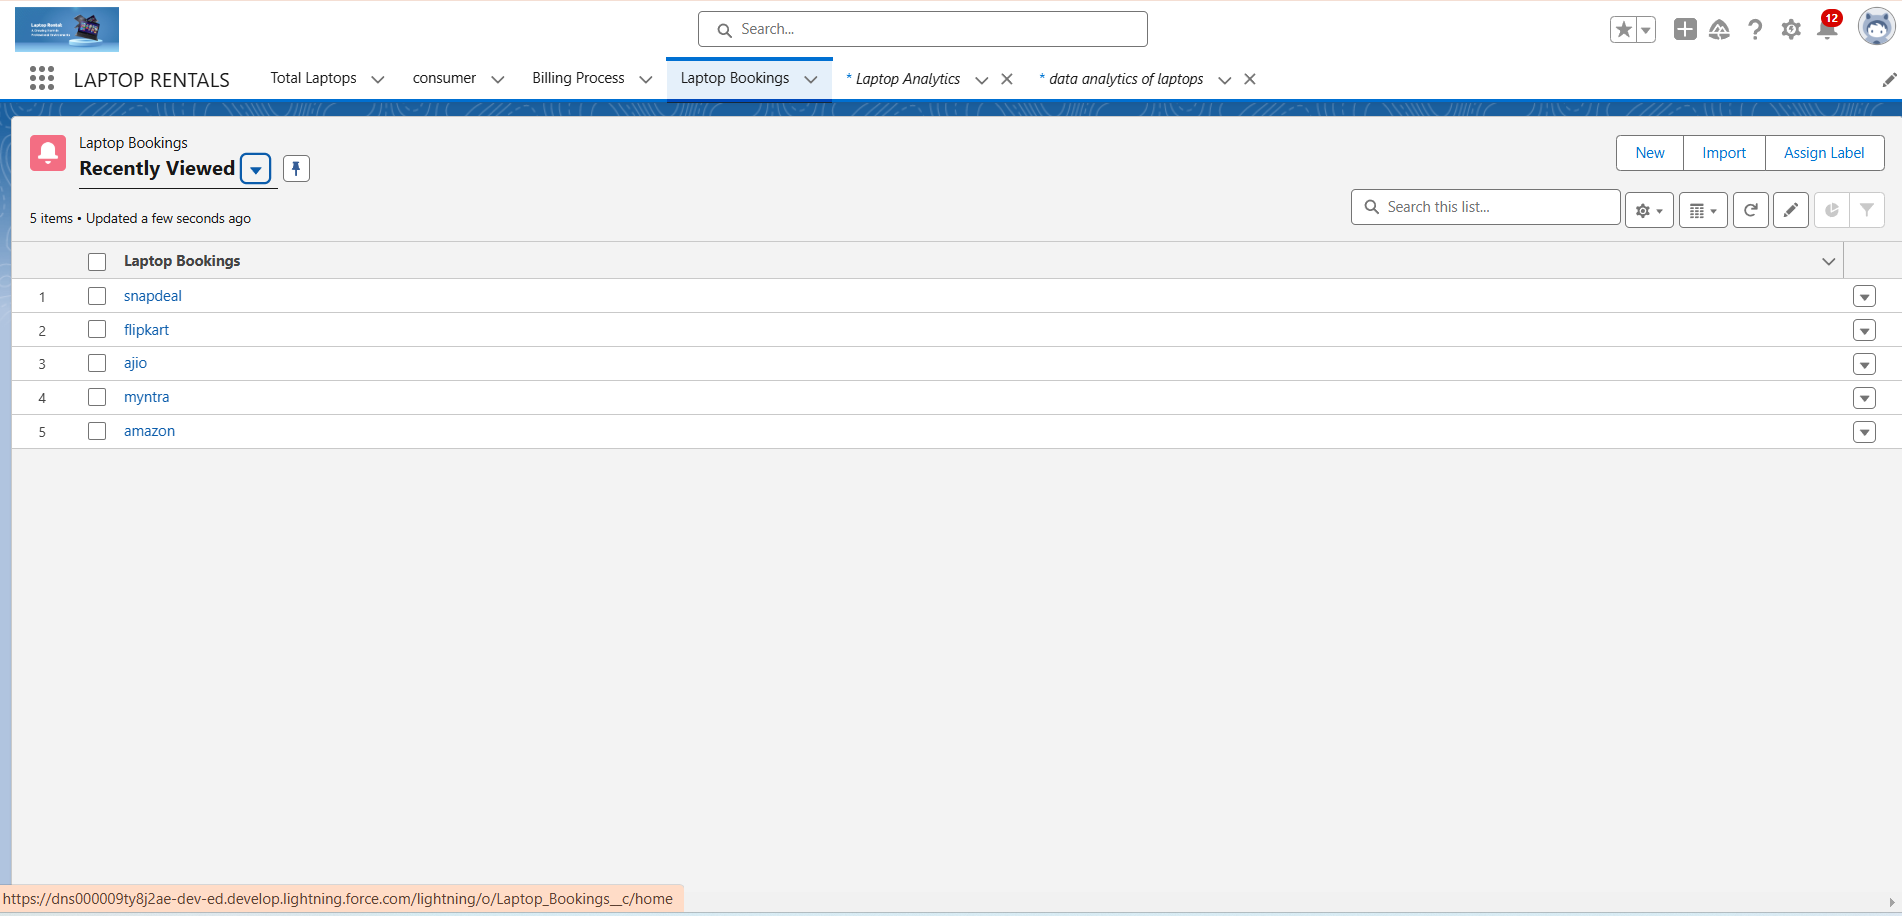 Laptop Rentals
Search...
12
LAPTOP RENTALS
Total Laptops
consumer
Billing Process
Laptop Bookings
* Laptop Analytics
* data analytics of laptops
Laptop Bookings
Recently Viewed
New
Import
Assign Label
5 items • Updated a few seconds ago
Search this list...
Laptop Bookings
1 snapdeal
2 flipkart
3 ajio
4 myntra
5 amazon
https://dns000009ty8j2ae-dev-ed.develop.lightning.force.com/lightning/o/Laptop_Bookings__c/home